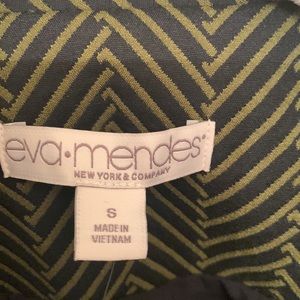 eva•mendes
NEW YORK & COMPANY
S
MADE IN
VIETNAM